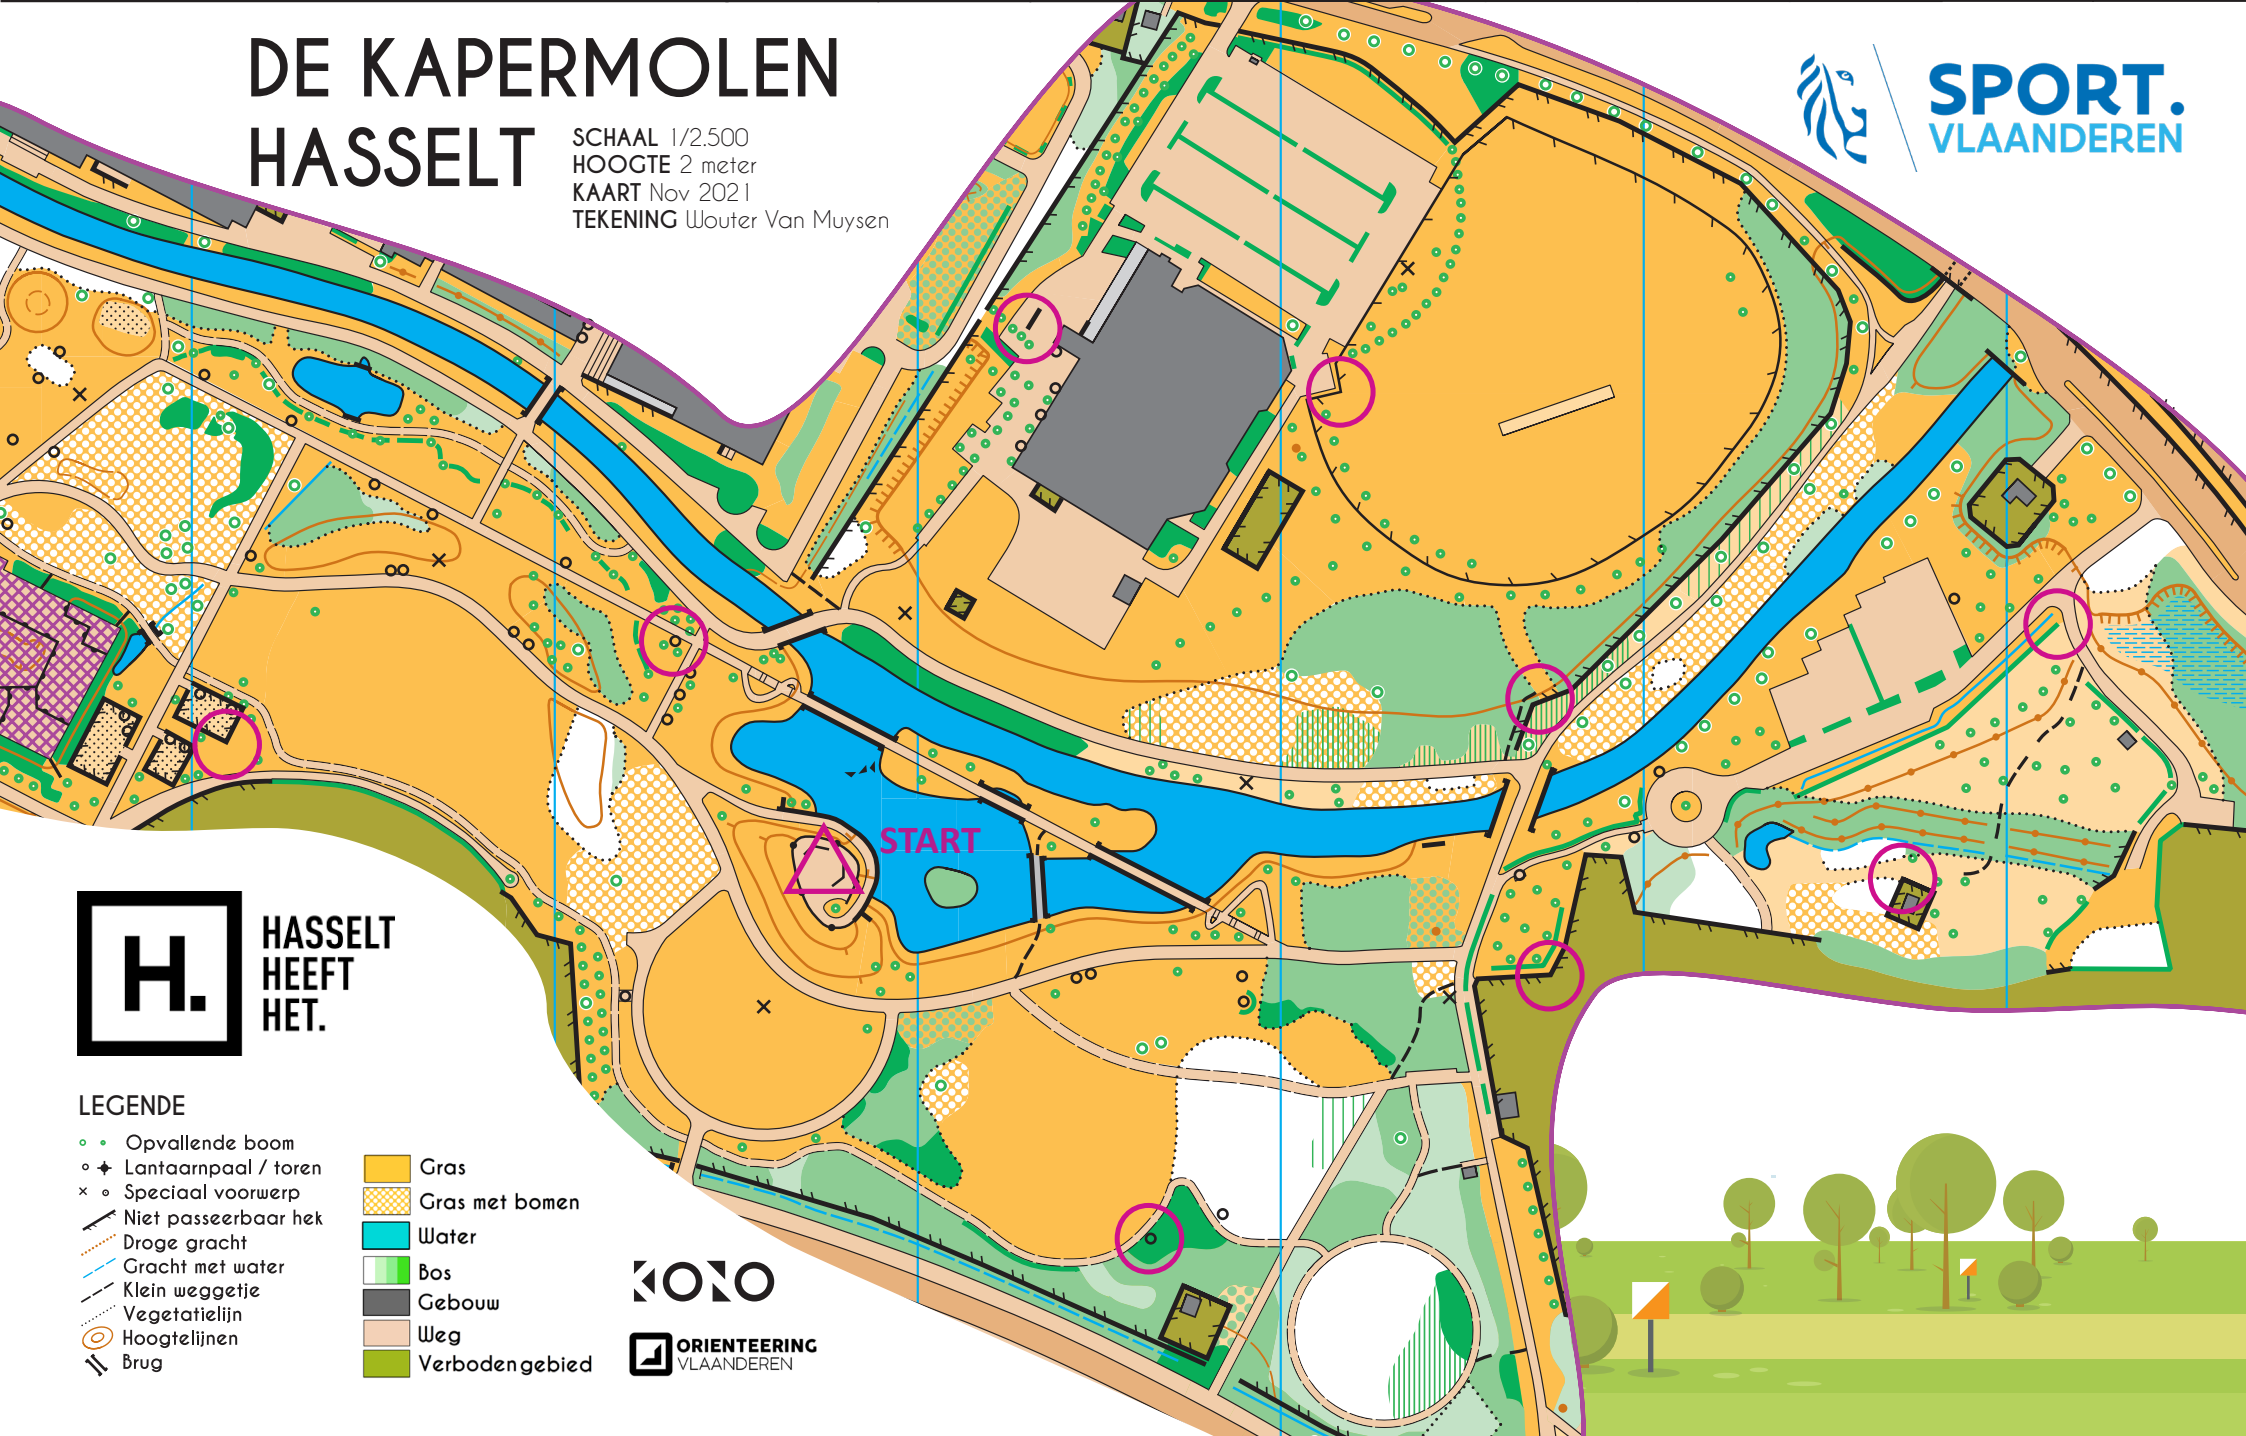 DE KAPERMOLEN
HASSELT
SCHAAL 1/2.500
HOOGTE 2 meter
KAART Nov 2021
TEKENING Wouter Van Muysen
SPORT.
VLAANDEREN
START
H.
HASSELT
HEEFT
HET.
LEGENDE
Opvallende boom
Lantaarnpaal / toren
Speciaal voorwerp
Niet passeerbaar hek
Droge gracht
Gracht met water
Klein weggetje
Vegetatielijn
Hoogtelijnen
Brug
Gras
Gras met bomen
Water
Bos
Gebouw
Weg
Verboden gebied
KONO
ORIENTEERING
VLAANDEREN